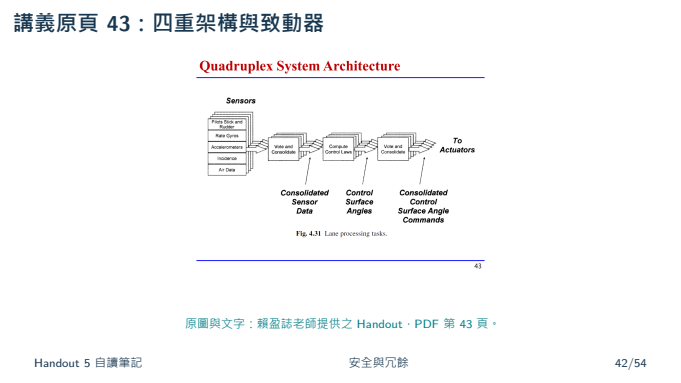 講義原頁 43：四重架構與致動器
Quadruplex System Architecture
Sensors
Pilots Stick and
Rudder
Rate Gyros
Accelerometers
Incidence
Air Data
Vote and
Consolidate
Compute
Control Laws
Vote and
Consolidate
To
Actuators
Consolidated
Sensor
Data
Control
Surface
Angles
Consolidated
Control
Surface Angle
Commands
Fig. 4.31 Lane processing tasks.
43
原圖與文字：賴盈誌老師提供之 Handout，PDF 第 43 頁。
Handout 5 自讀筆記
安全與冗餘
42/54